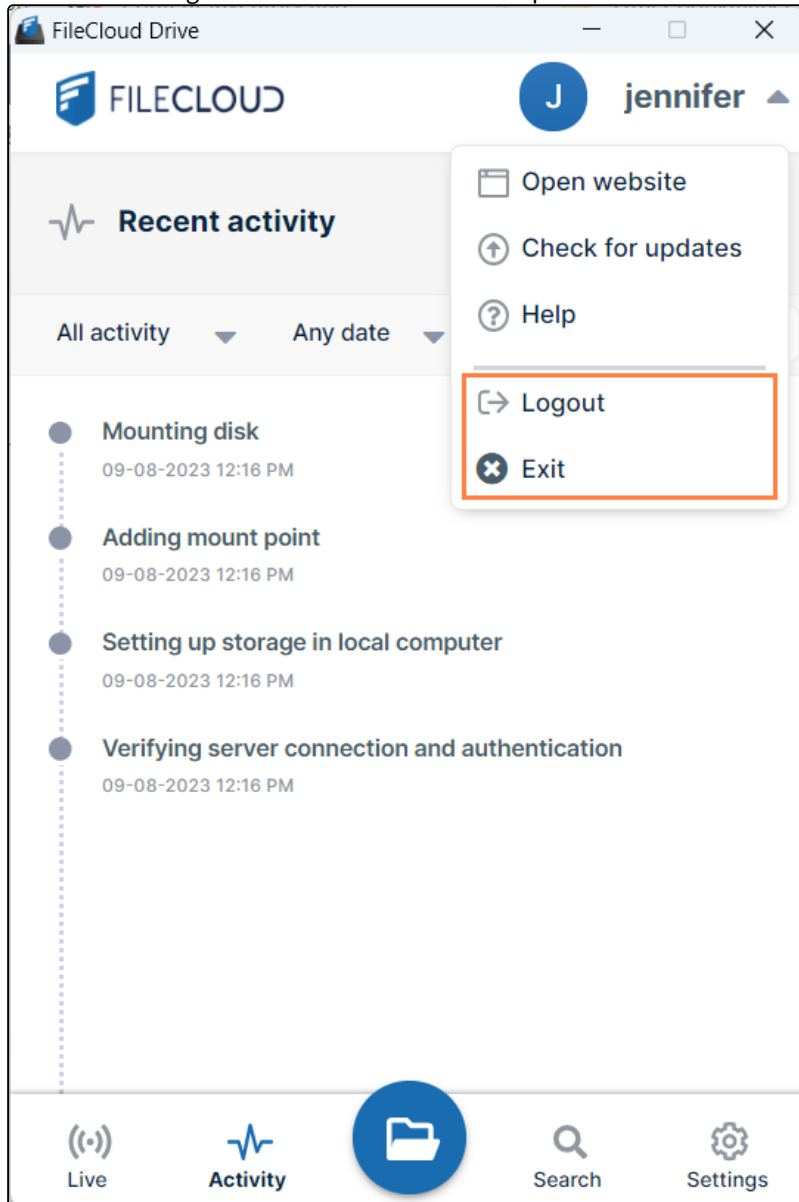 FileCloud Drive
FILECLOUD
J
jennifer
Open website
Recent activity
Check for updates
Help
All activity
Any date
Logout
Exit
Mounting disk
09-08-2023 12:16 PM
Adding mount point
09-08-2023 12:16 PM
Setting up storage in local computer
09-08-2023 12:16 PM
Verifying server connection and authentication
09-08-2023 12:16 PM
Live
Activity
Search
Settings